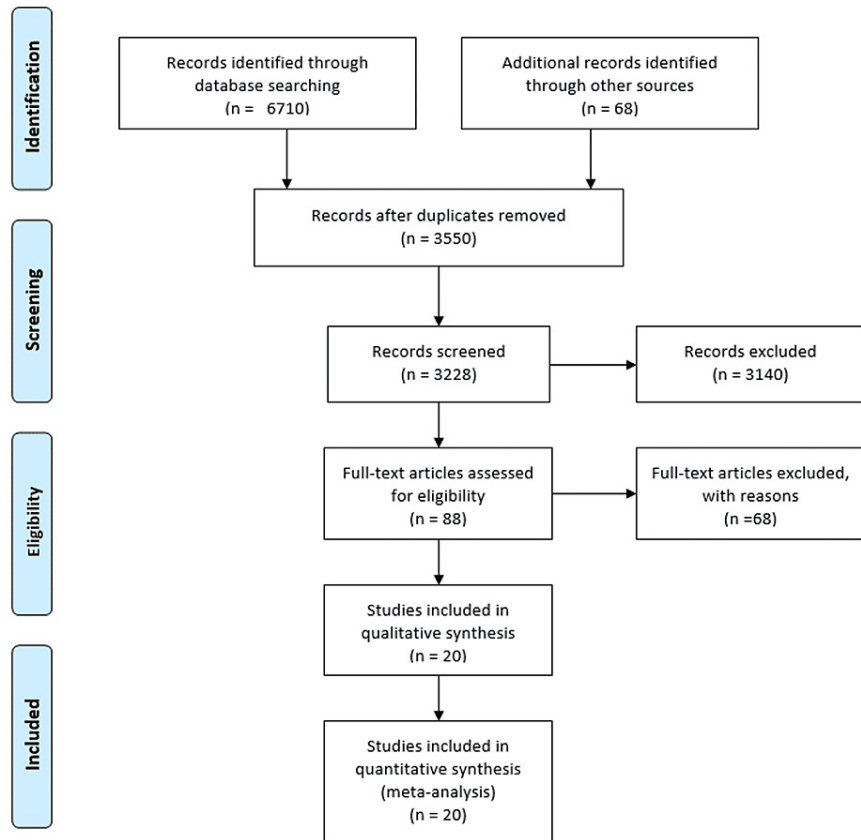 Identification
Records identified through
database searching
(n = 6710)
Additional records identified
through other sources
(n = 68)
Records after duplicates removed
(n = 3550)
Screening
Records screened
(n = 3228)
Records excluded
(n = 3140)
Eligibility
Full-text articles assessed
for eligibility
(n = 88)
Full-text articles excluded,
with reasons
(n =68)
Studies included in
qualitative synthesis
(n = 20)
Included
Studies included in
quantitative synthesis
(meta-analysis)
(n = 20)